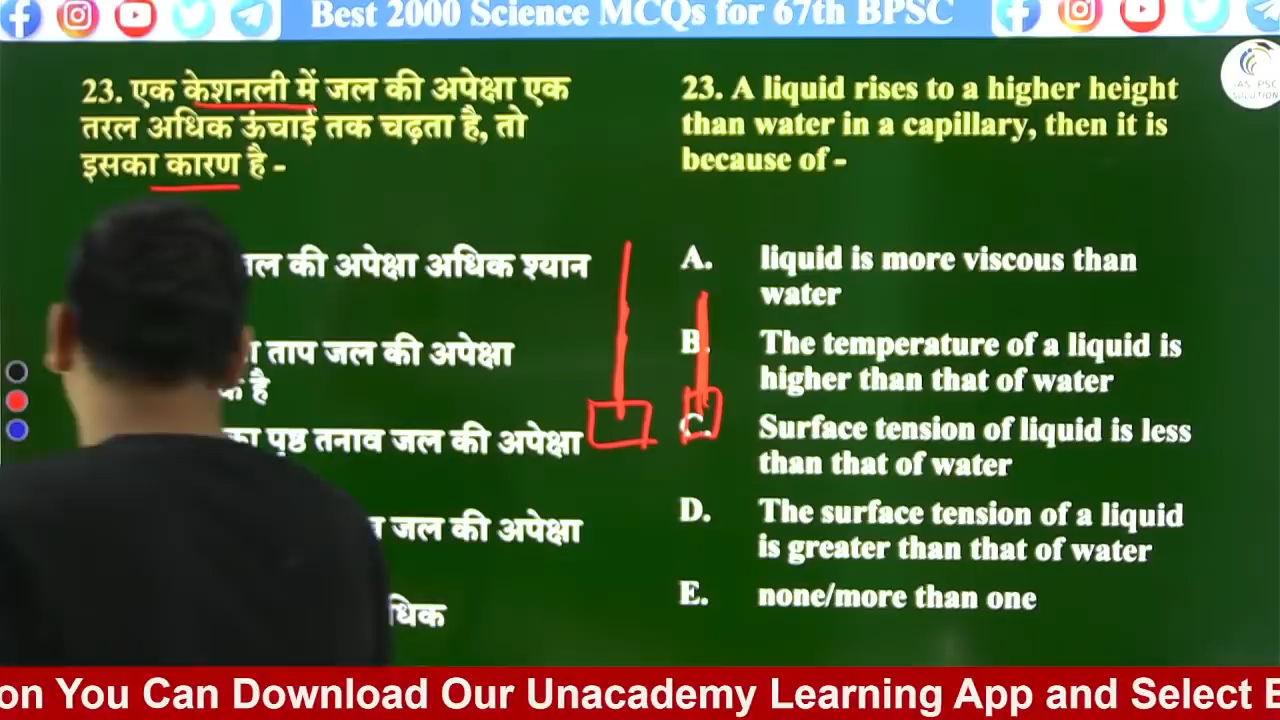 Best 2000 Science MCQs for 67th BPSC
23. एक केशनली में जल की अपेक्षा एक
तरल अधिक ऊंचाई तक चढ़ता है, तो
इसका कारण है -
की अपेक्षा अधिक श्यान
ताप जल की अपेक्षा
है
पृष्ठ तनाव जल की अपेक्षा
जल की अपेक्षा
23. A liquid rises to a higher height
than water in a capillary, then it is
because of -
A. liquid is more viscous than
water
B. The temperature of a liquid is
higher than that of water
C. Surface tension of liquid is less
than that of water
D. The surface tension of a liquid
is greater than that of water
E. none/more than one
IAS PSC
SOLUTION
on You Can Download Our Unacademy Learning App and Select